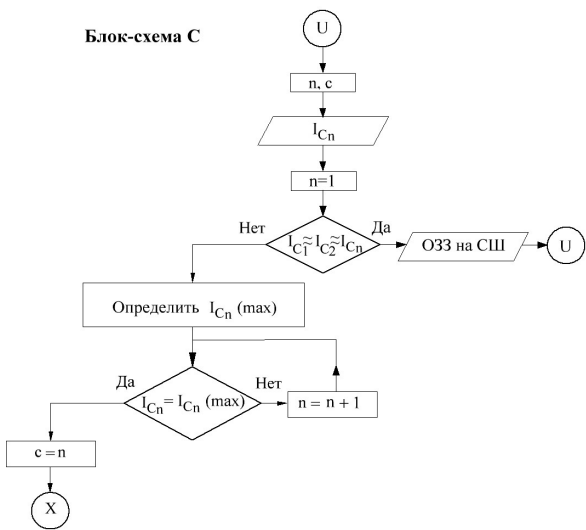 Блок-схема С
U
n, c
I_Cn
n=1
Нет
Да
I_C1≈I_C2≈I_Cn
ОЗЗ на СШ
U
Определить I_Cn (max)
Да
Нет
I_Cn = I_Cn (max)
n = n + 1
c = n
X